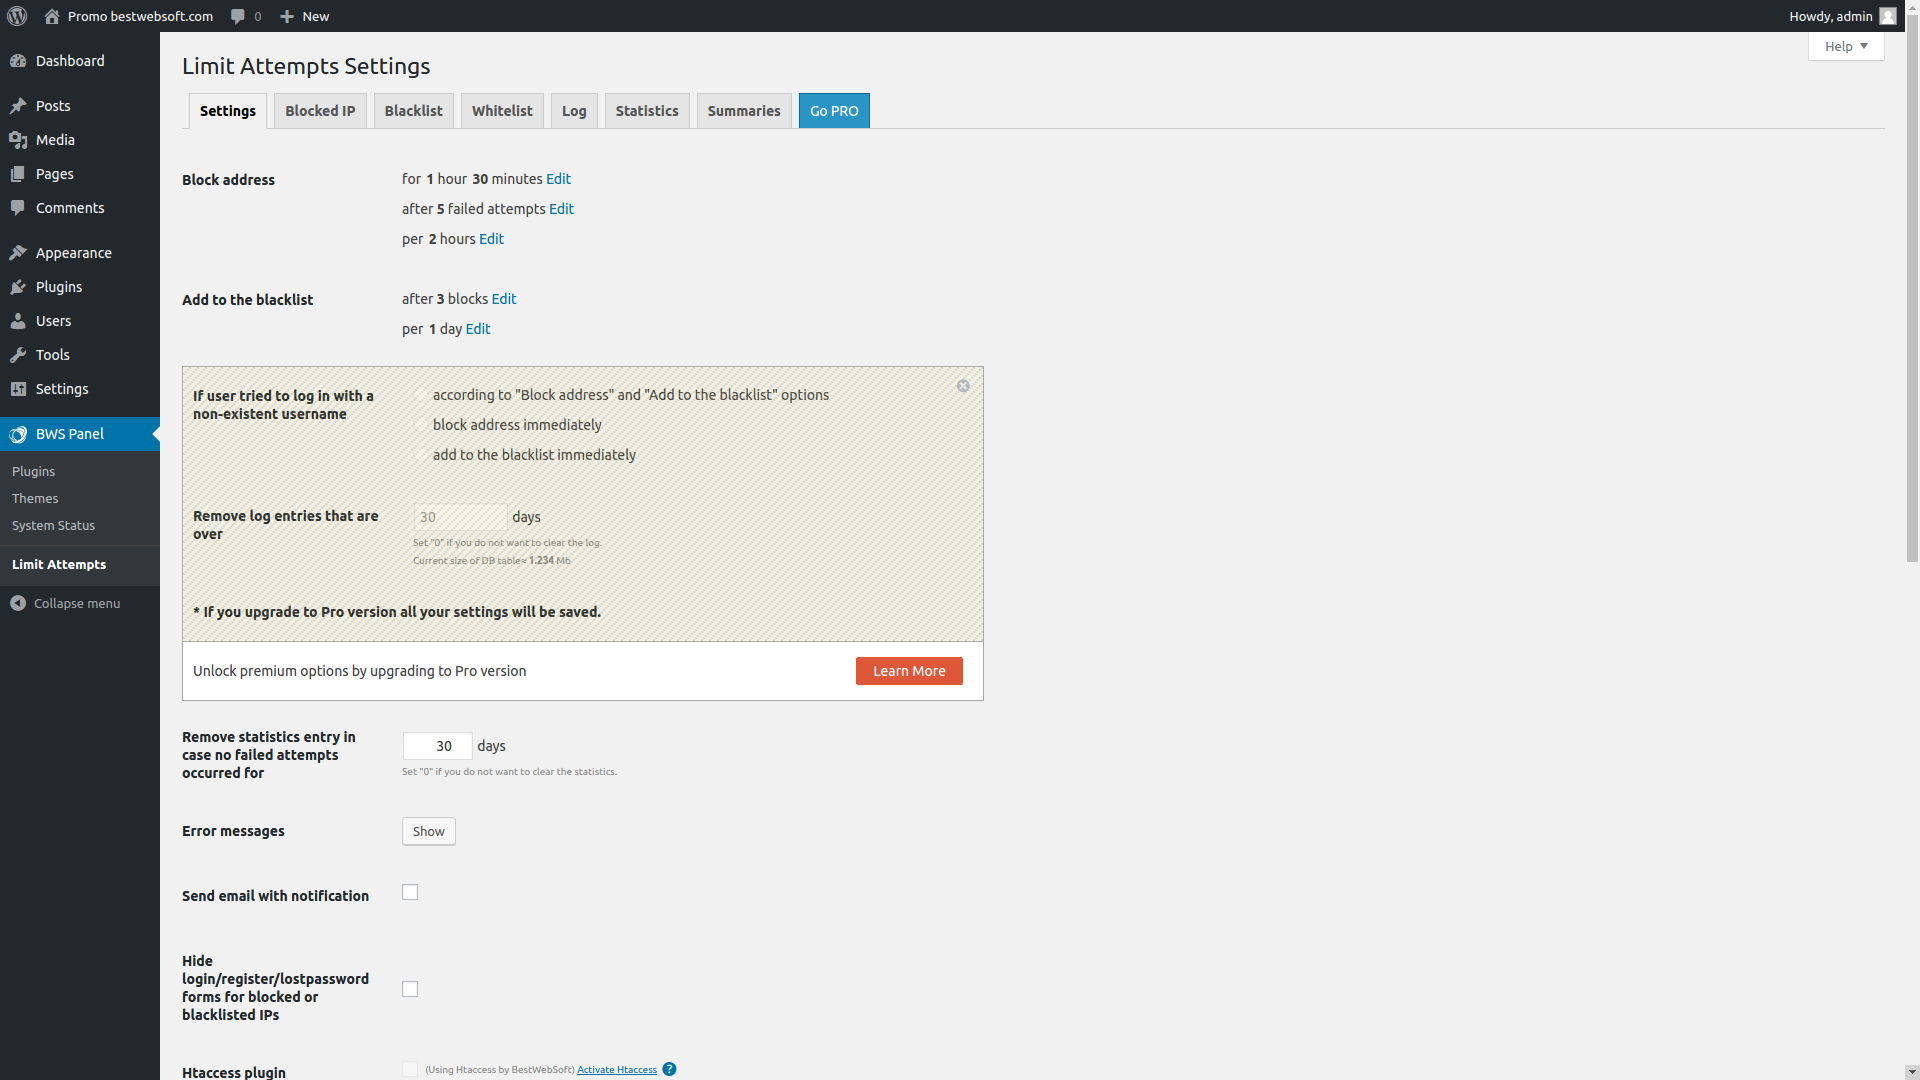 Promo bestwebsoft.com 0 New Howdy, admin
Help
Dashboard
Posts
Media
Pages
Comments
Appearance
Plugins
Users
Tools
Settings
BWS Panel
Plugins
Themes
System Status
Limit Attempts
Collapse menu
Limit Attempts Settings
Settings Blocked IP Blacklist Whitelist Log Statistics Summaries Go PRO
Block address
for 1 hour 30 minutes Edit
after 5 failed attempts Edit
per 2 hours Edit
Add to the blacklist
after 3 blocks Edit
per 1 day Edit
If user tried to log in with a
non-existent username
according to "Block address" and "Add to the blacklist" options
block address immediately
add to the blacklist immediately
Remove log entries that are
over
30 days
Set "0" if you do not want to clear the log.
Current size of DB table≈ 1.234 Mb
* If you upgrade to Pro version all your settings will be saved.
Unlock premium options by upgrading to Pro version Learn More
Remove statistics entry in
case no failed attempts
occurred for
30 days
Set "0" if you do not want to clear the statistics.
Error messages Show
Send email with notification
Hide
login/register/lostpassword
forms for blocked or
blacklisted IPs
Htaccess plugin (Using Htaccess by BestWebSoft) Activate Htaccess ?